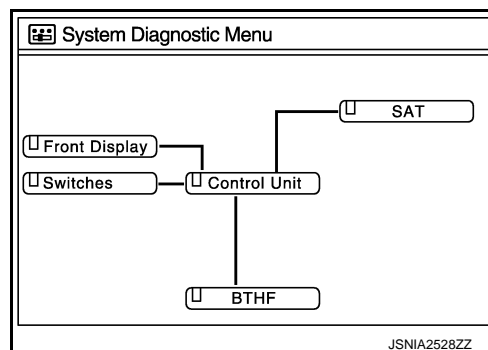 System Diagnostic Menu
SAT
Front Display
Switches
Control Unit
BTHF
JSNIA2528ZZ